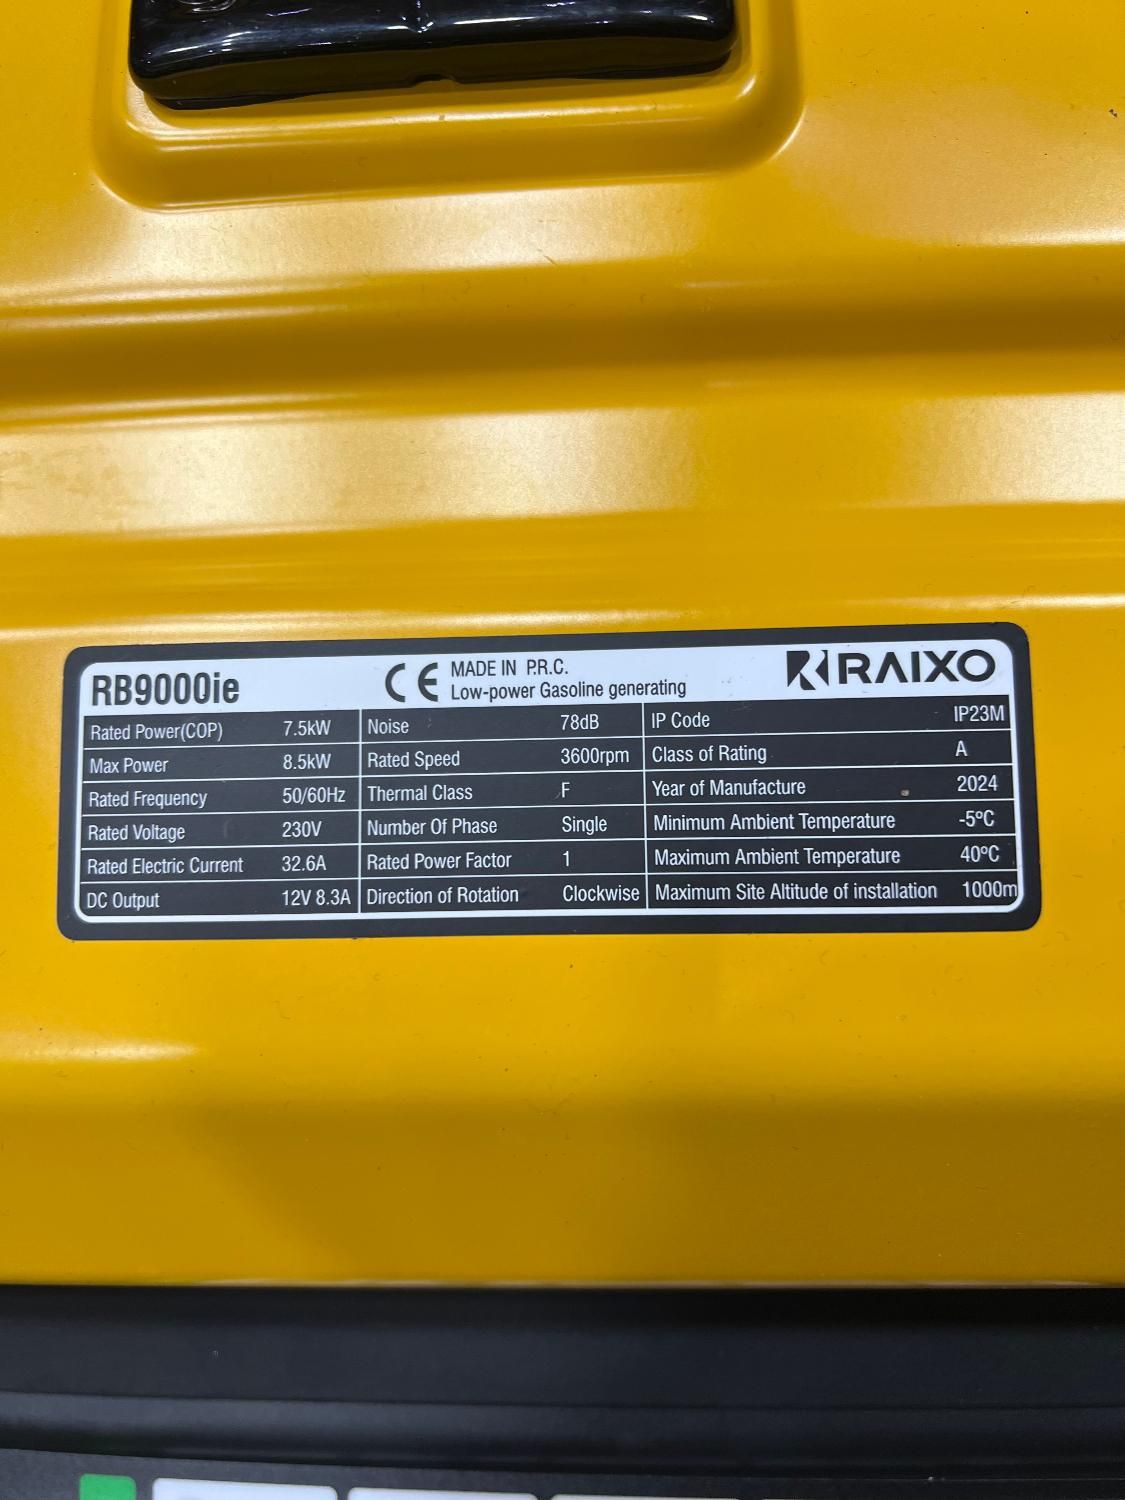 RB9000ie
CE MADE IN P.R.C.
Low-power Gasoline generating
RAIXO
Rated Power(COP) 7.5kW
Max Power 8.5kW
Rated Frequency 50/60Hz
Rated Voltage 230V
Rated Electric Current 32.6A
DC Output 12V 8.3A
Noise 78dB
Rated Speed 3600rpm
Thermal Class F
Number Of Phase Single
Rated Power Factor 1
Direction of Rotation Clockwise
IP Code IP23M
Class of Rating A
Year of Manufacture 2024
Minimum Ambient Temperature -5°C
Maximum Ambient Temperature 40°C
Maximum Site Altitude of installation 1000m